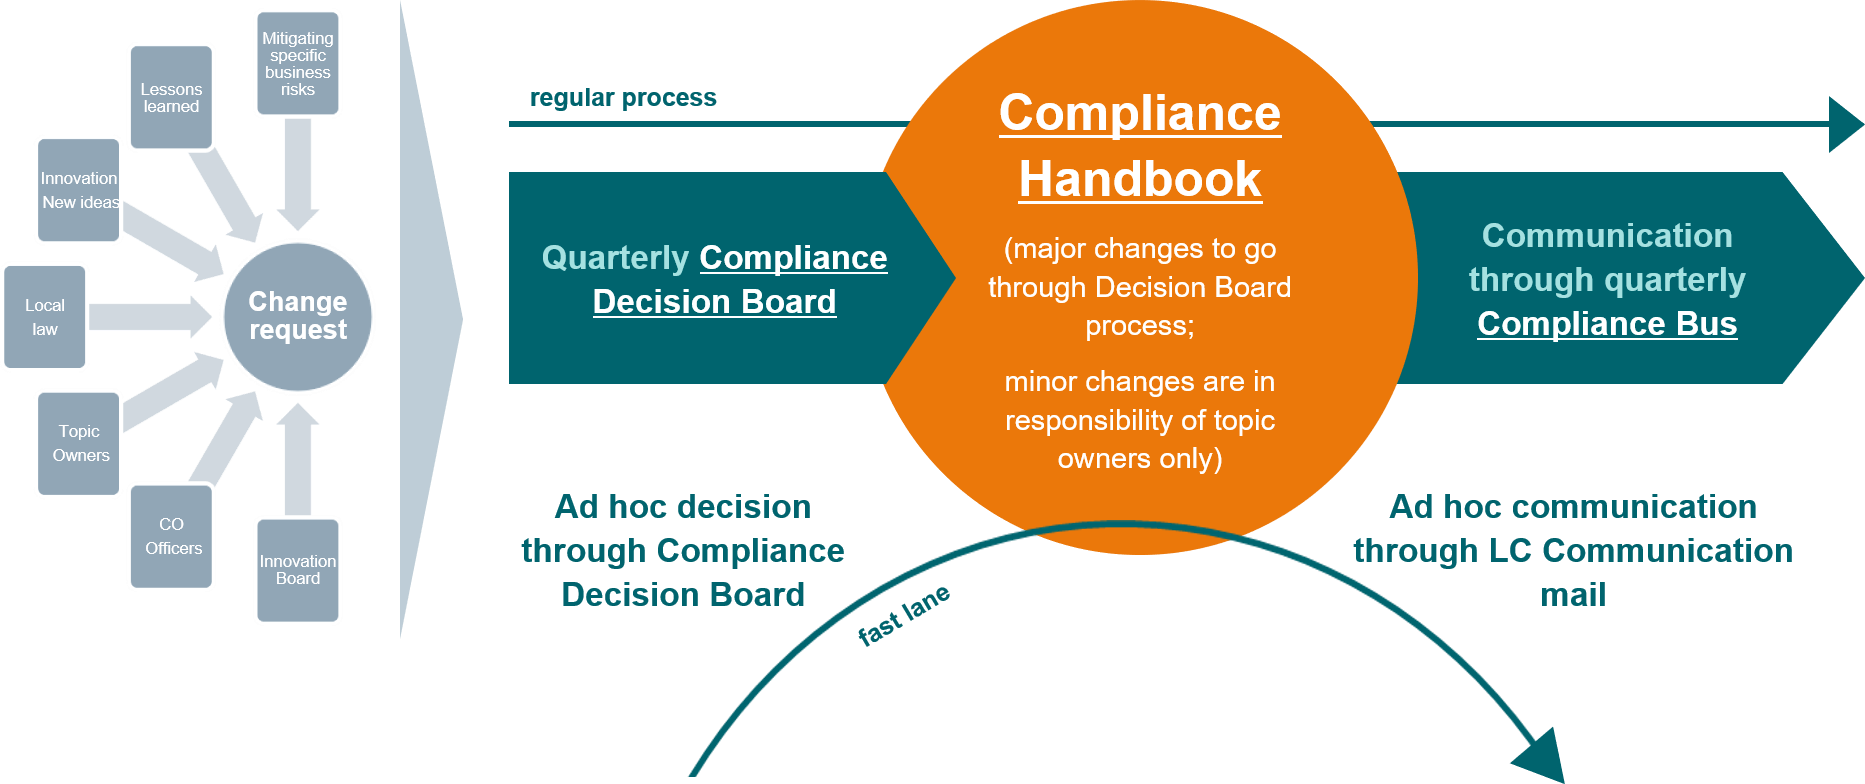 Mitigating
specific
business
risks
Lessons
learned
Innovation
New ideas
Local
law
Topic
Owners
CO
Officers
Innovation
Board
Change
request
regular process
Quarterly Compliance
Decision Board
Compliance
Handbook
(major changes to go
through Decision Board
process;
minor changes are in
responsibility of topic
owners only)
Communication
through quarterly
Compliance Bus
Ad hoc decision
through Compliance
Decision Board
fast lane
Ad hoc communication
through LC Communication
mail